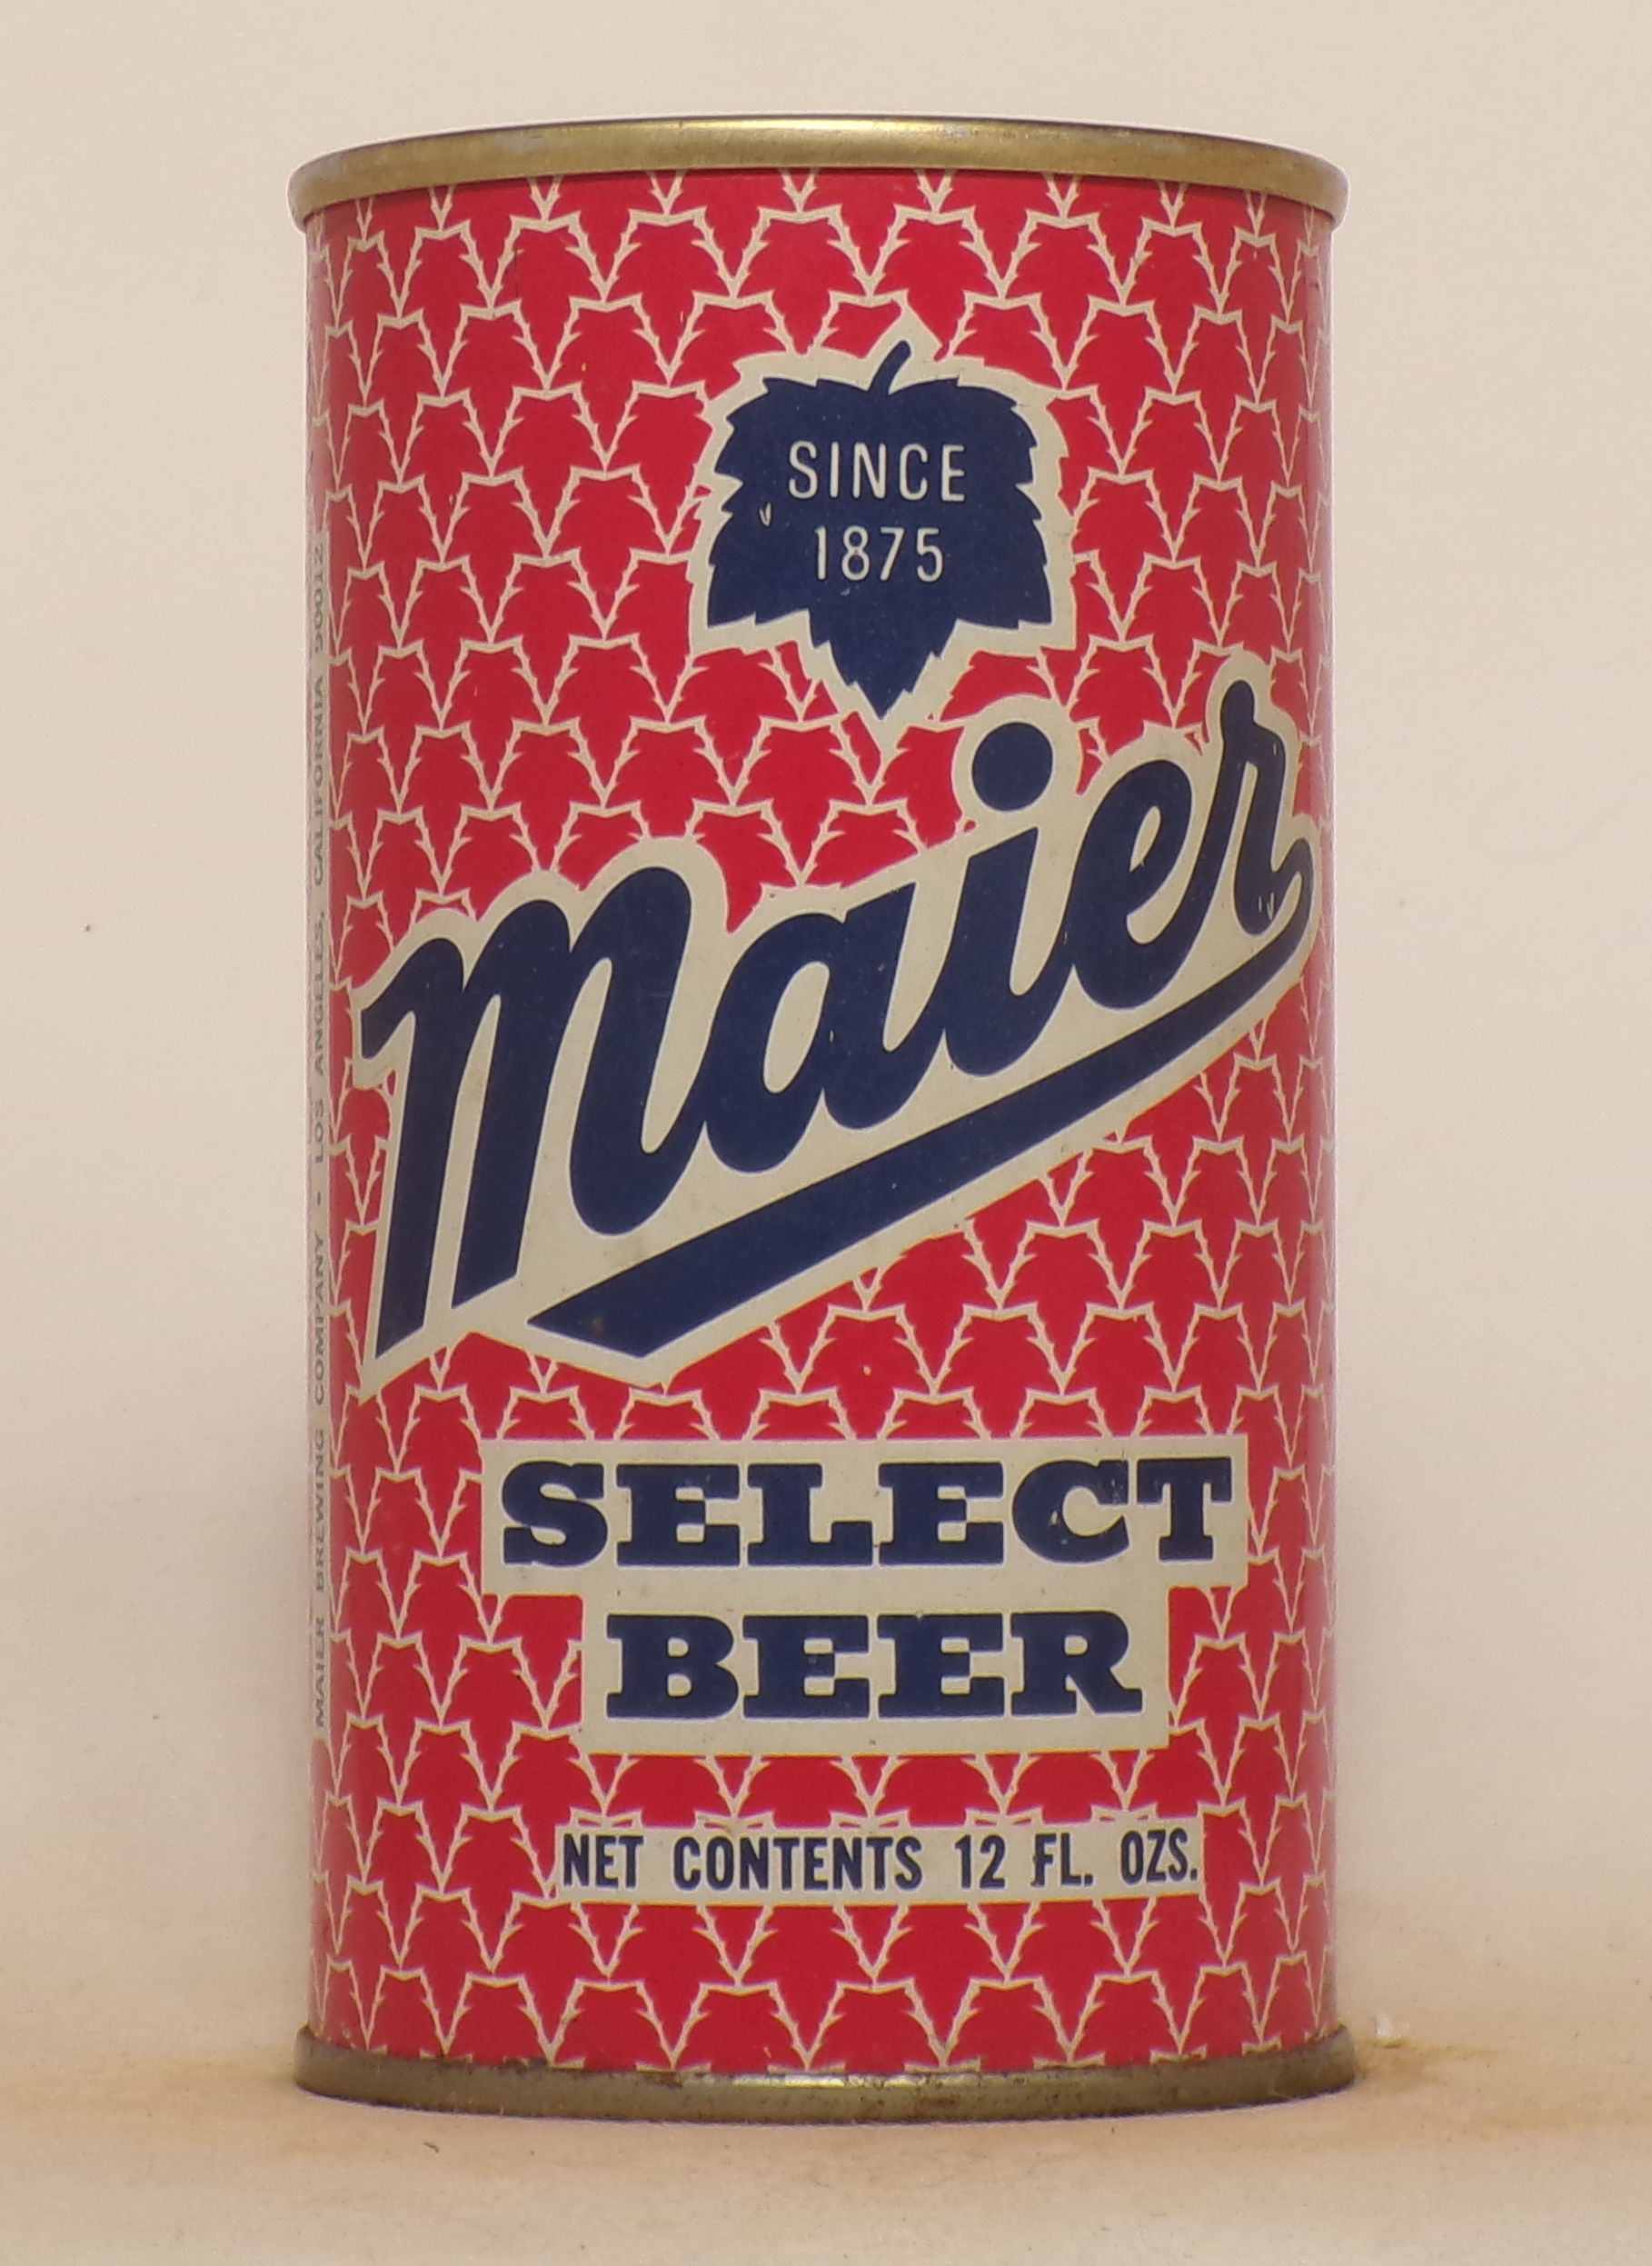 SINCE
1875
Maier
SELECT
BEER
NET CONTENTS 12 FL. OZS.
MAIER BREWING COMPANY • LOS ANGELES, CALIFORNIA 90012